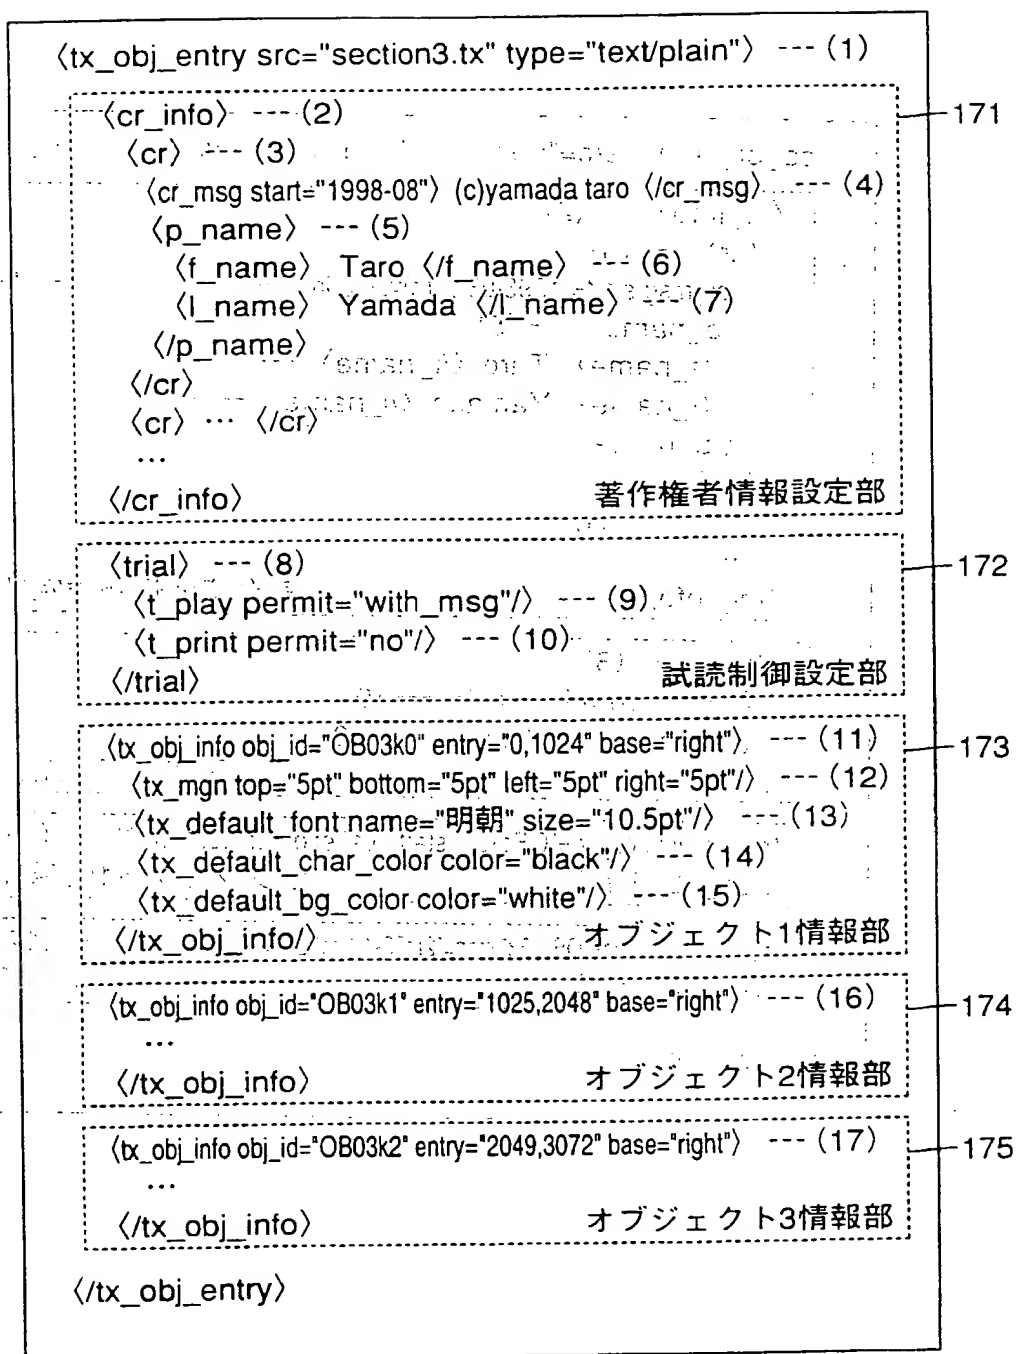 〈tx_obj_entry src="section3.tx" type="text/plain"〉 --- (1)
〈cr_info〉 --- (2)
171
〈cr〉 --- (3)
〈cr_msg start="1998-08"〉 (c)yamada taro 〈/cr_msg〉 --- (4)
〈p_name〉 --- (5)
〈f_name〉 Taro 〈/f_name〉 --- (6)
〈l_name〉 Yamada 〈/l_name〉 --- (7)
〈/p_name〉
〈/cr〉
〈cr〉 ··· 〈/cr〉
···
〈/cr_info〉 著作権者情報設定部
〈trial〉 --- (8)
172
〈t_play permit="with_msg"/〉 --- (9)
〈t_print permit="no"/〉 --- (10)
〈/trial〉 試読制御設定部
〈tx_obj_info obj_id="OB03k0" entry="0,1024" base="right"〉 --- (11)
173
〈tx_mgn top="5pt" bottom="5pt" left="5pt" right="5pt"/〉 --- (12)
〈tx_default_font name="明朝" size="10.5pt"/〉 --- (13)
〈tx_default_char_color color="black"/〉 --- (14)
〈tx_default_bg_color color="white"/〉 --- (15)
〈/tx_obj_info/〉 オブジェクト1情報部
〈tx_obj_info obj_id="OB03k1" entry="1025,2048" base="right"〉 --- (16)
174
···
〈/tx_obj_info〉 オブジェクト2情報部
〈tx_obj_info obj_id="OB03k2" entry="2049,3072" base="right"〉 --- (17)
175
···
〈/tx_obj_info〉 オブジェクト3情報部
〈/tx_obj_entry〉